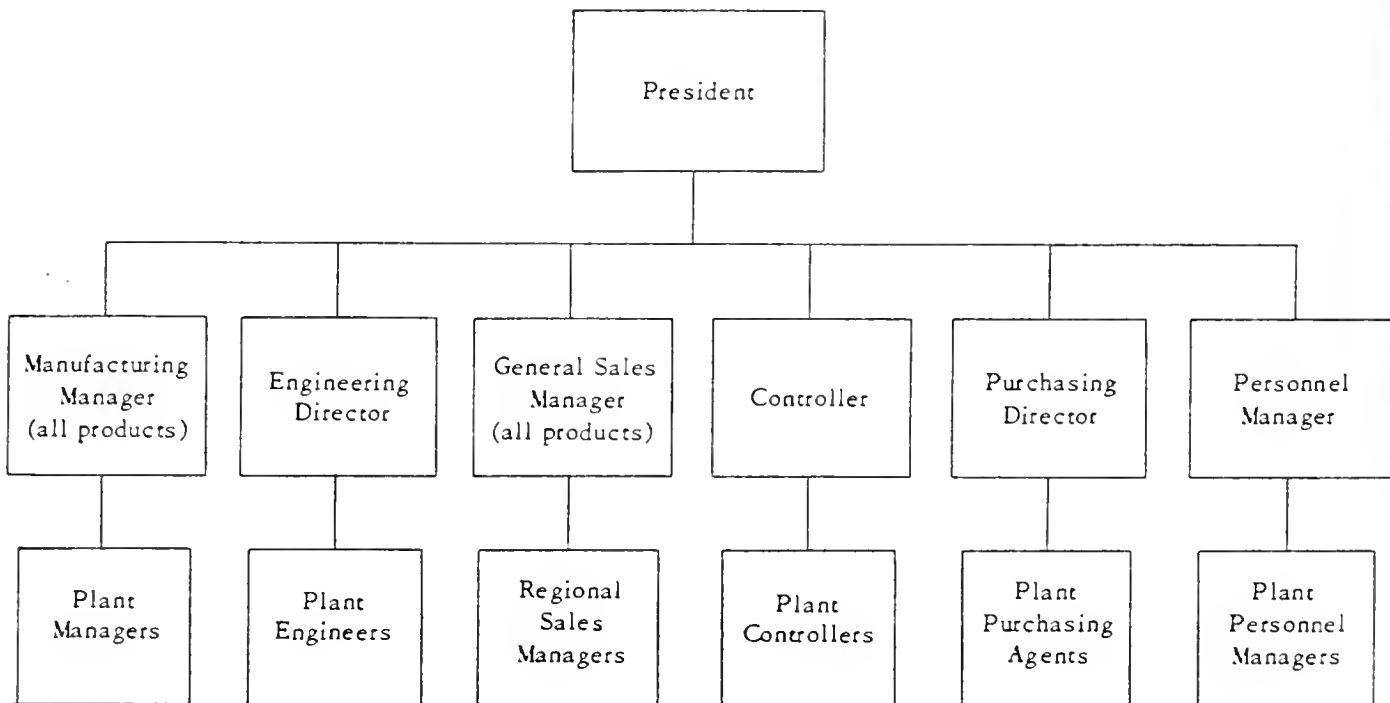 President
Manufacturing
Manager
(all products)
Engineering
Director
General Sales
Manager
(all products)
Controller
Purchasing
Director
Personnel
Manager
Plant
Managers
Plant
Engineers
Regional
Sales
Managers
Plant
Controllers
Plant
Purchasing
Agents
Plant
Personnel
Managers